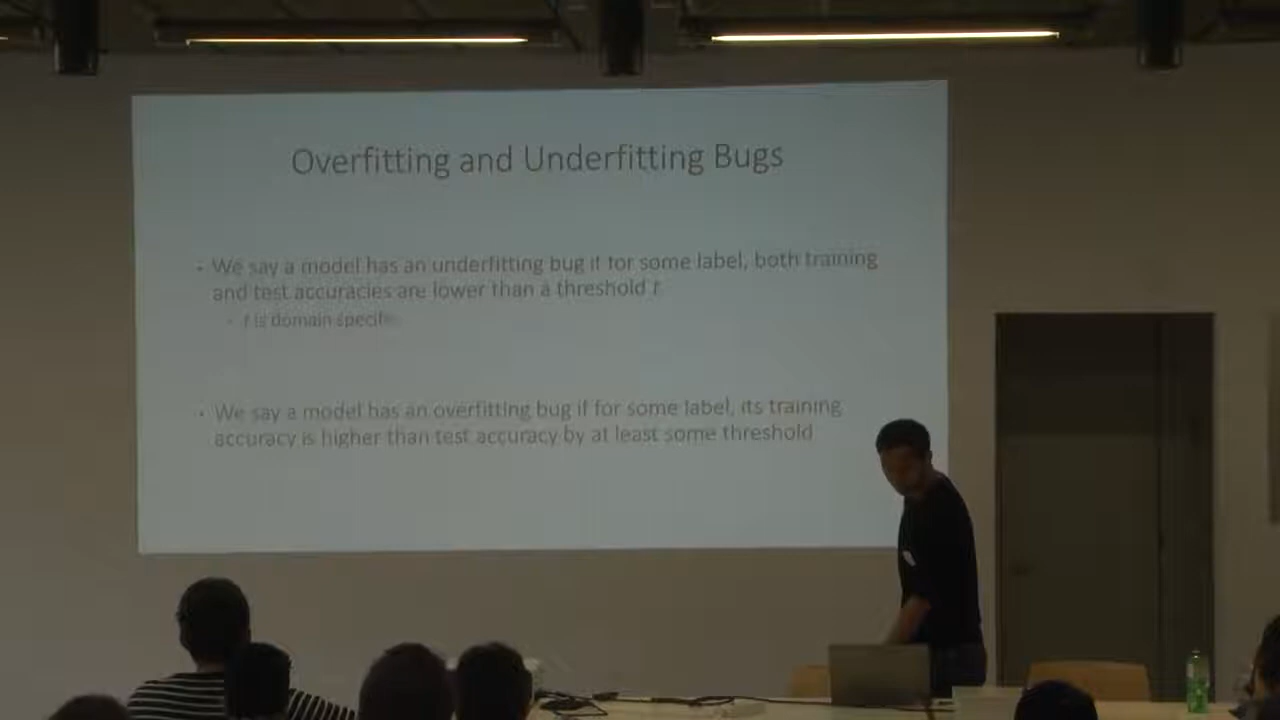 Overfitting and Underfitting Bugs
• We say a model has an underfitting bug if for some label, both training
and test accuracies are lower than a threshold t
• t is domain specific
• We say a model has an overfitting bug if for some label, its training
accuracy is higher than test accuracy by at least some threshold